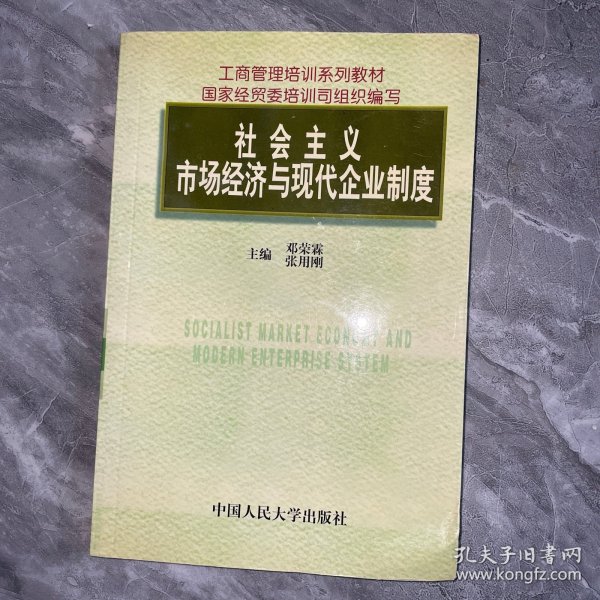 工商管理培训系列教材
国家经贸委培训司组织编写
社会主义
市场经济与现代企业制度
主编 邓荣霖
张用刚
SOCIALIST MARKET ECONOMY AND
MODERN ENTERPRISE SYSTEM
中国人民大学出版社
孔夫子旧书网
www.kongfz.com